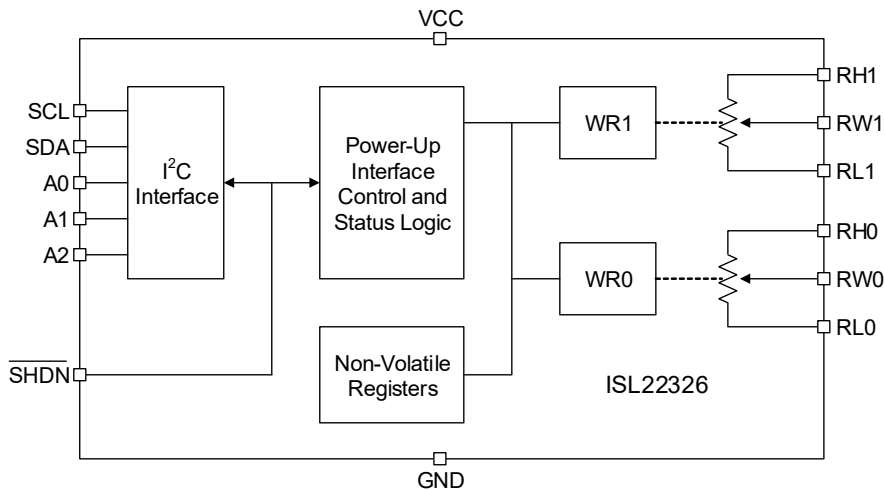 VCC
SCL
SDA
A0
A1
A2
SHDN
I²C
Interface
Power-Up
Interface
Control and
Status Logic
Non-Volatile
Registers
WR1
WR0
RH1
RW1
RL1
RH0
RW0
RL0
ISL22326
GND